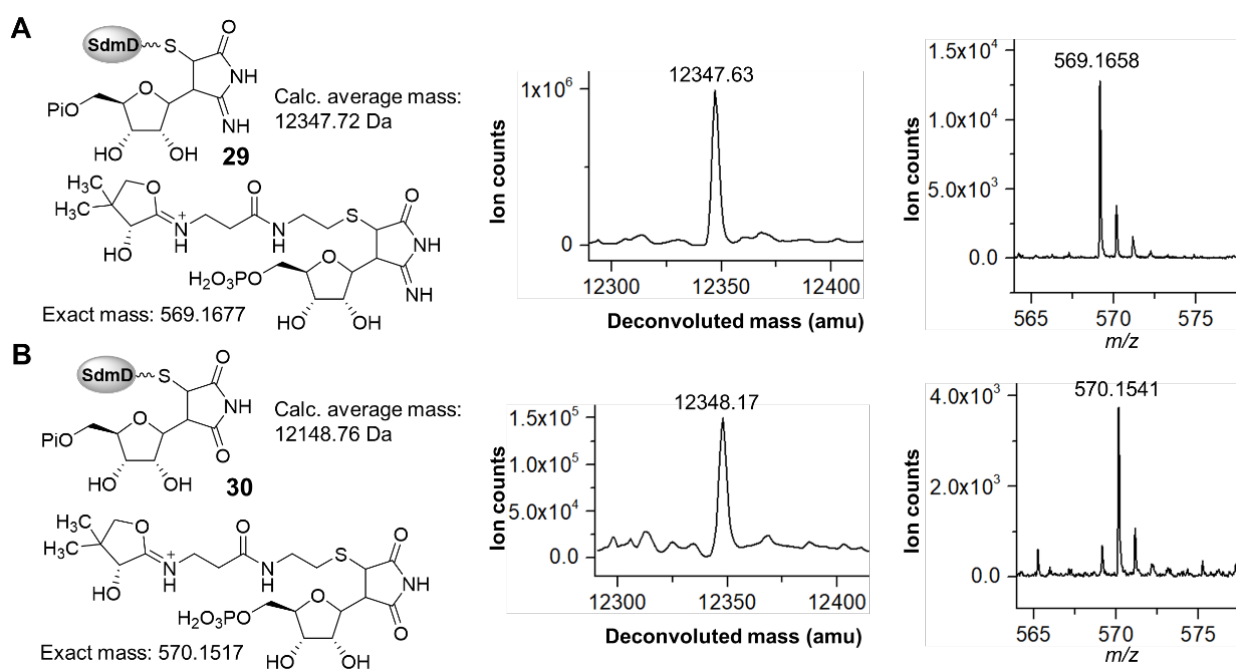 A
SdmD S O
NH
NH
O
PiO
HO OH
29
Calc. average mass:
12347.72 Da
H3C
H3C
O
HO
+
N
H
O
N
H
S
O
NH
NH
O
H2O3PO
HO OH
Exact mass: 569.1677
12347.63
1x10^6
0
Ion counts
12300 12350 12400
Deconvoluted mass (amu)
569.1658
1.5x10^4
1.0x10^4
5.0x10^3
0.0
Ion counts
565 570 575
m/z
B
SdmD S O
NH
O
O
PiO
HO OH
30
Calc. average mass:
12148.76 Da
H3C
H3C
O
HO
+
N
H
O
N
H
S
O
NH
O
O
H2O3PO
HO OH
Exact mass: 570.1517
12348.17
1.5x10^5
1.0x10^5
5.0x10^4
0.0
Ion counts
12300 12350 12400
Deconvoluted mass (amu)
570.1541
4.0x10^3
2.0x10^3
0.0
Ion counts
565 570 575
m/z